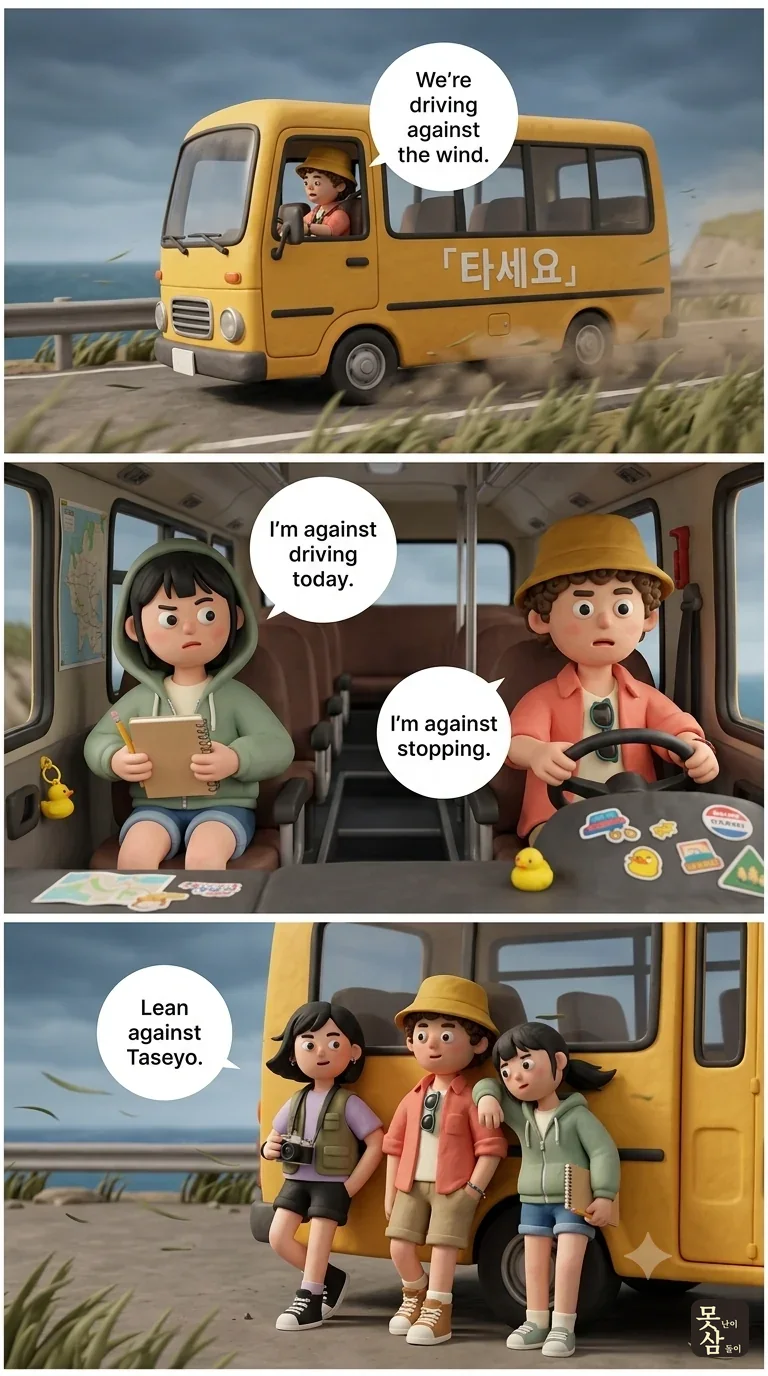 We're
driving
against
the wind.
「타세요」
I'm against
driving
today.
I'm against
stopping.
Lean
against
Taseyo.
못난이
삼돌이